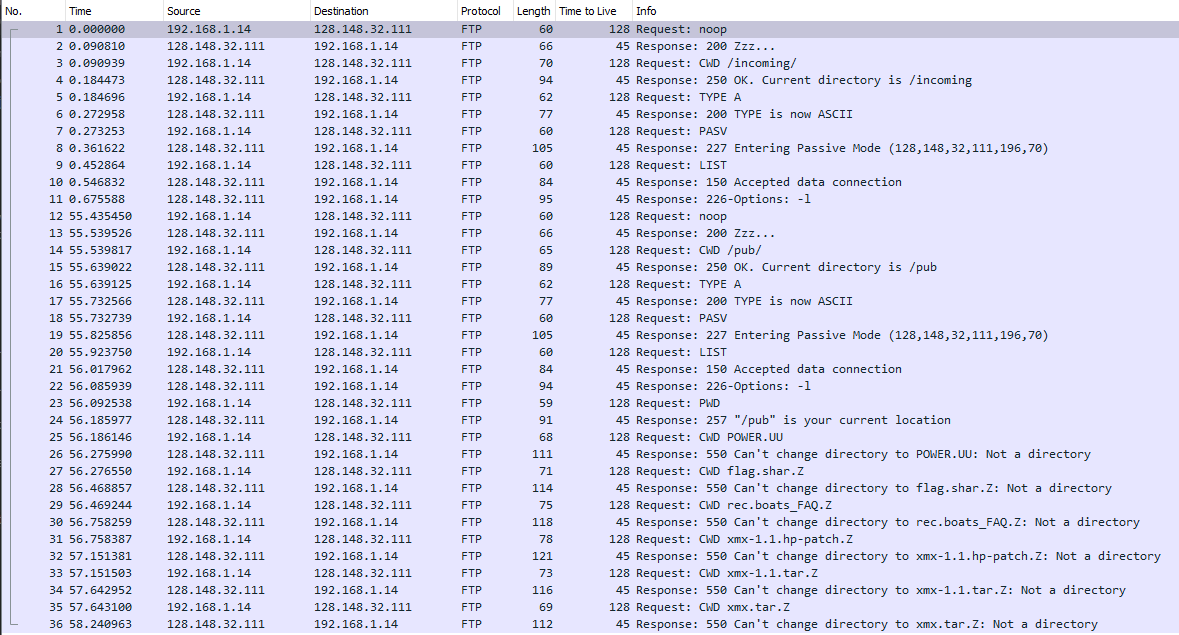 No. Time Source Destination Protocol Length Time to Live Info
1 0.000000 192.168.1.14 128.148.32.111 FTP 60 128 Request: noop
2 0.090810 128.148.32.111 192.168.1.14 FTP 66 45 Response: 200 Zzz...
3 0.090939 192.168.1.14 128.148.32.111 FTP 70 128 Request: CWD /incoming/
4 0.184473 128.148.32.111 192.168.1.14 FTP 94 45 Response: 250 OK. Current directory is /incoming
5 0.184696 192.168.1.14 128.148.32.111 FTP 62 128 Request: TYPE A
6 0.272958 128.148.32.111 192.168.1.14 FTP 77 45 Response: 200 TYPE is now ASCII
7 0.273253 192.168.1.14 128.148.32.111 FTP 60 128 Request: PASV
8 0.361622 128.148.32.111 192.168.1.14 FTP 105 45 Response: 227 Entering Passive Mode (128,148,32,111,196,70)
9 0.452864 192.168.1.14 128.148.32.111 FTP 60 128 Request: LIST
10 0.546832 128.148.32.111 192.168.1.14 FTP 84 45 Response: 150 Accepted data connection
11 0.675588 128.148.32.111 192.168.1.14 FTP 95 45 Response: 226-Options: -l
12 55.435450 192.168.1.14 128.148.32.111 FTP 60 128 Request: noop
13 55.539526 128.148.32.111 192.168.1.14 FTP 66 45 Response: 200 Zzz...
14 55.539817 192.168.1.14 128.148.32.111 FTP 65 128 Request: CWD /pub/
15 55.639022 128.148.32.111 192.168.1.14 FTP 89 45 Response: 250 OK. Current directory is /pub
16 55.639125 192.168.1.14 128.148.32.111 FTP 62 128 Request: TYPE A
17 55.732566 128.148.32.111 192.168.1.14 FTP 77 45 Response: 200 TYPE is now ASCII
18 55.732739 192.168.1.14 128.148.32.111 FTP 60 128 Request: PASV
19 55.825856 128.148.32.111 192.168.1.14 FTP 105 45 Response: 227 Entering Passive Mode (128,148,32,111,196,70)
20 55.923750 192.168.1.14 128.148.32.111 FTP 60 128 Request: LIST
21 56.017962 128.148.32.111 192.168.1.14 FTP 84 45 Response: 150 Accepted data connection
22 56.085939 128.148.32.111 192.168.1.14 FTP 94 45 Response: 226-Options: -l
23 56.092538 192.168.1.14 128.148.32.111 FTP 59 128 Request: PWD
24 56.185977 128.148.32.111 192.168.1.14 FTP 91 45 Response: 257 "/pub" is your current location
25 56.186146 192.168.1.14 128.148.32.111 FTP 68 128 Request: CWD POWER.UU
26 56.275990 128.148.32.111 192.168.1.14 FTP 111 45 Response: 550 Can't change directory to POWER.UU: Not a directory
27 56.276550 192.168.1.14 128.148.32.111 FTP 71 128 Request: CWD flag.shar.Z
28 56.468857 128.148.32.111 192.168.1.14 FTP 114 45 Response: 550 Can't change directory to flag.shar.Z: Not a directory
29 56.469244 192.168.1.14 128.148.32.111 FTP 75 128 Request: CWD rec.boats_FAQ.Z
30 56.758259 128.148.32.111 192.168.1.14 FTP 118 45 Response: 550 Can't change directory to rec.boats_FAQ.Z: Not a directory
31 56.758387 192.168.1.14 128.148.32.111 FTP 78 128 Request: CWD xmx-1.1.hp-patch.Z
32 57.151381 128.148.32.111 192.168.1.14 FTP 121 45 Response: 550 Can't change directory to xmx-1.1.hp-patch.Z: Not a directory
33 57.151503 192.168.1.14 128.148.32.111 FTP 73 128 Request: CWD xmx-1.1.tar.Z
34 57.642952 128.148.32.111 192.168.1.14 FTP 116 45 Response: 550 Can't change directory to xmx-1.1.tar.Z: Not a directory
35 57.643100 192.168.1.14 128.148.32.111 FTP 69 128 Request: CWD xmx.tar.Z
36 58.240963 128.148.32.111 192.168.1.14 FTP 112 45 Response: 550 Can't change directory to xmx.tar.Z: Not a directory